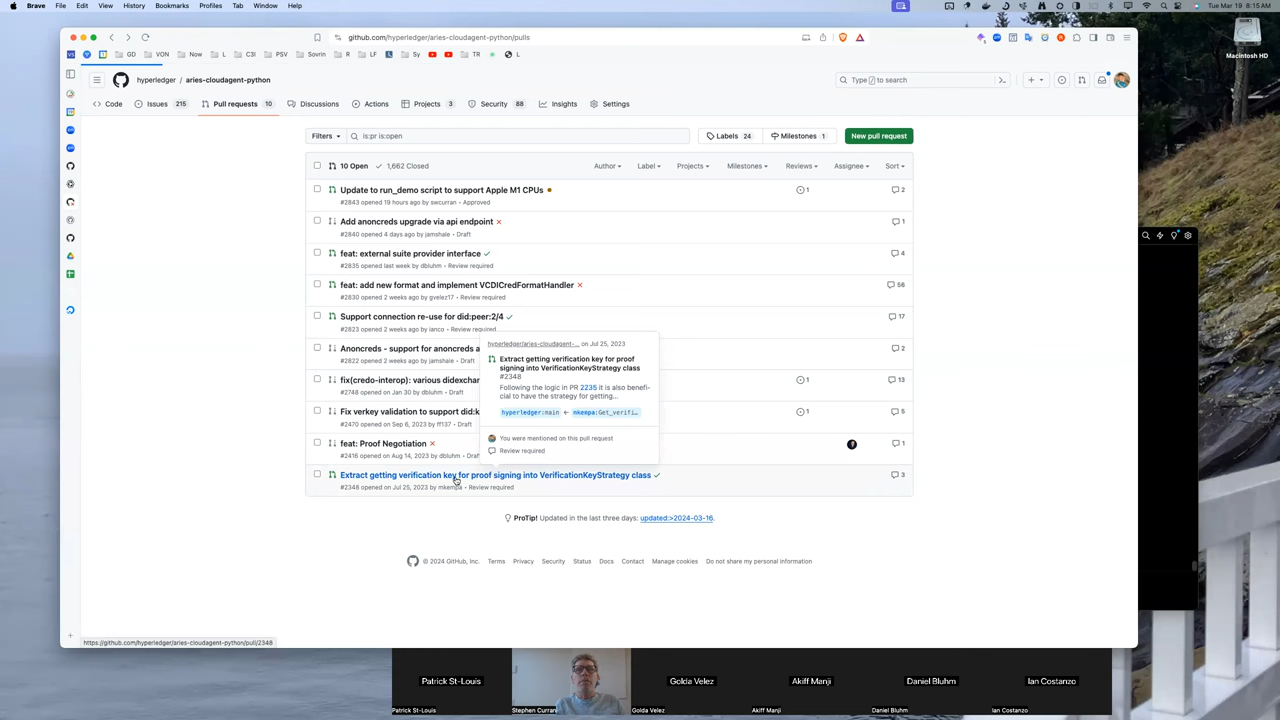 Brave File Edit View History Bookmarks Profiles Tab Window Help
Tue Mar 19 8:15 AM
github.com/hyperledger/aries-cloudagent-python/pulls
GD VON Now L C3I PSV Sovrin R LF Sy TR L
Macintosh HD
hyperledger / aries-cloudagent-python
Type / to search
Code Issues 215 Pull requests 10 Discussions Actions Projects 3 Security 88 Insights Settings
Filters is:pr is:open Labels 24 Milestones 1 New pull request
10 Open 1,662 Closed Author Label Projects Milestones Reviews Assignee Sort
Update to run_demo script to support Apple M1 CPUs 1 2
#2843 opened 19 hours ago by swcurran • Approved
Add anoncreds upgrade via api endpoint 1
#2840 opened 4 days ago by jamshale • Draft
feat: external suite provider interface 4
#2835 opened last week by dbluhm • Review required
feat: add new format and implement VCDICredFormatHandler 56
#2830 opened 2 weeks ago by gvelez17 • Review required
Support connection re-use for did:peer:2/4 17
#2823 opened 2 weeks ago by ianco • Review required
Anoncreds - support for anoncreds a 2
#2822 opened 2 weeks ago by jamshale • Draft
fix(credo-interop): various didexchan 1 13
#2748 opened on Jan 30 by dbluhm • Draft
Fix verkey validation to support did:k 1 5
#2470 opened on Sep 6, 2023 by ff137 • Draft
feat: Proof Negotiation 1
#2416 opened on Aug 14, 2023 by dbluhm • Dra
Extract getting verification key for proof signing into VerificationKeyStrategy class 3
#2348 opened on Jul 25, 2023 by mkempa • Review required
hyperledger/aries-cloudagent-... on Jul 25, 2023
Extract getting verification key for proof
signing into VerificationKeyStrategy class
#2348
Following the logic in PR 2235 it is also benefi-
cial to have the strategy for getting...
hyperledger:main ← mkempa:Get_verifi…
You were mentioned on this pull request
Review required
ProTip! Updated in the last three days: updated:>2024-03-16.
© 2024 GitHub, Inc. Terms Privacy Security Status Docs Contact Manage cookies Do not share my personal information
https://github.com/hyperledger/aries-cloudagent-python/pull/2348
Patrick St-Louis Golda Velez Akiff Manji Daniel Bluhm Ian Costanzo
Patrick St-Louis Stephen Curran Golda Velez Akiff Manji Daniel Bluhm Ian Costanzo